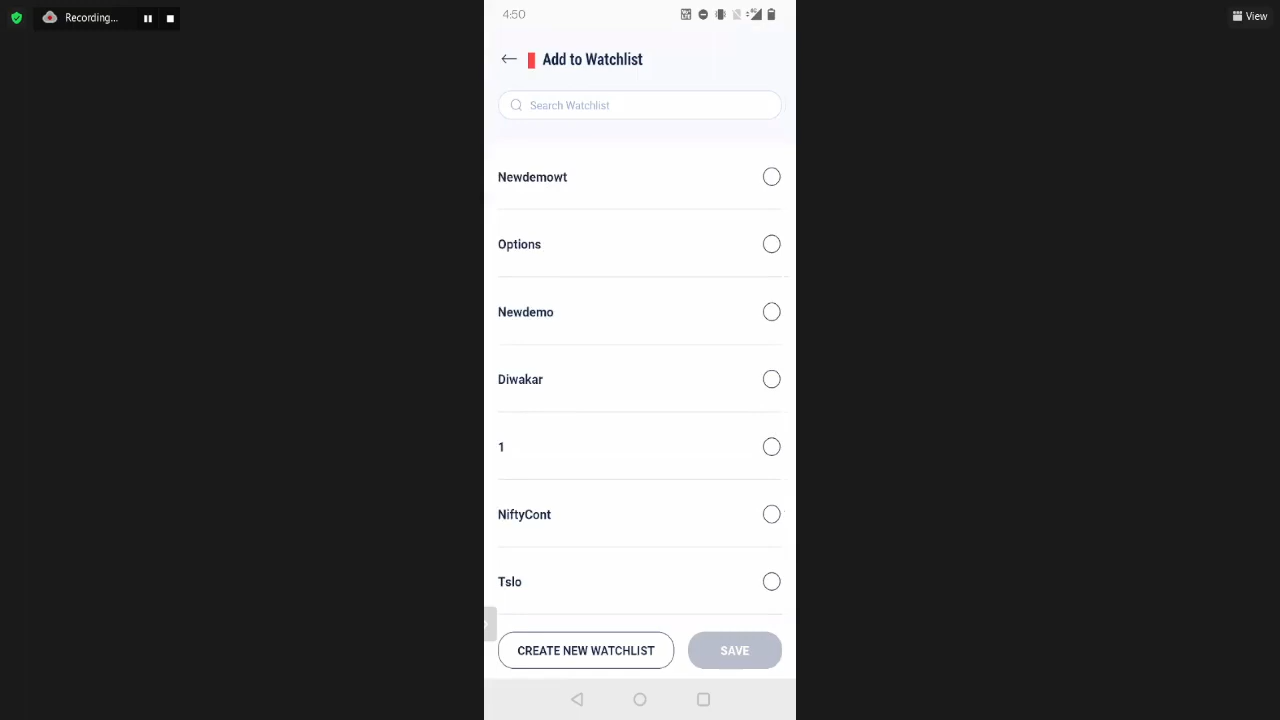 Recording...
View
4:50
Add to Watchlist
Search Watchlist
Newdemowt
Options
Newdemo
Diwakar
1
NiftyCont
Tslo
CREATE NEW WATCHLIST
SAVE